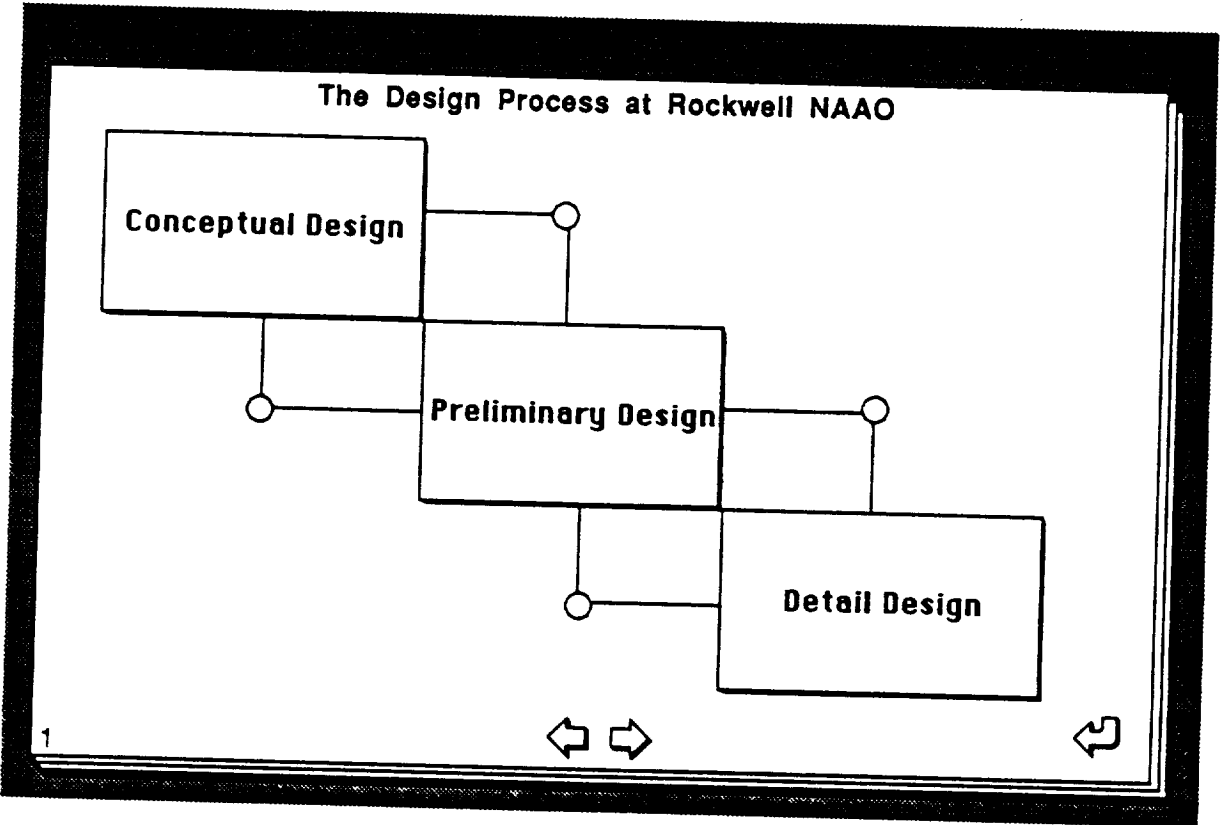 The Design Process at Rockwell NAAO
Conceptual Design
Preliminary Design
Detail Design
1